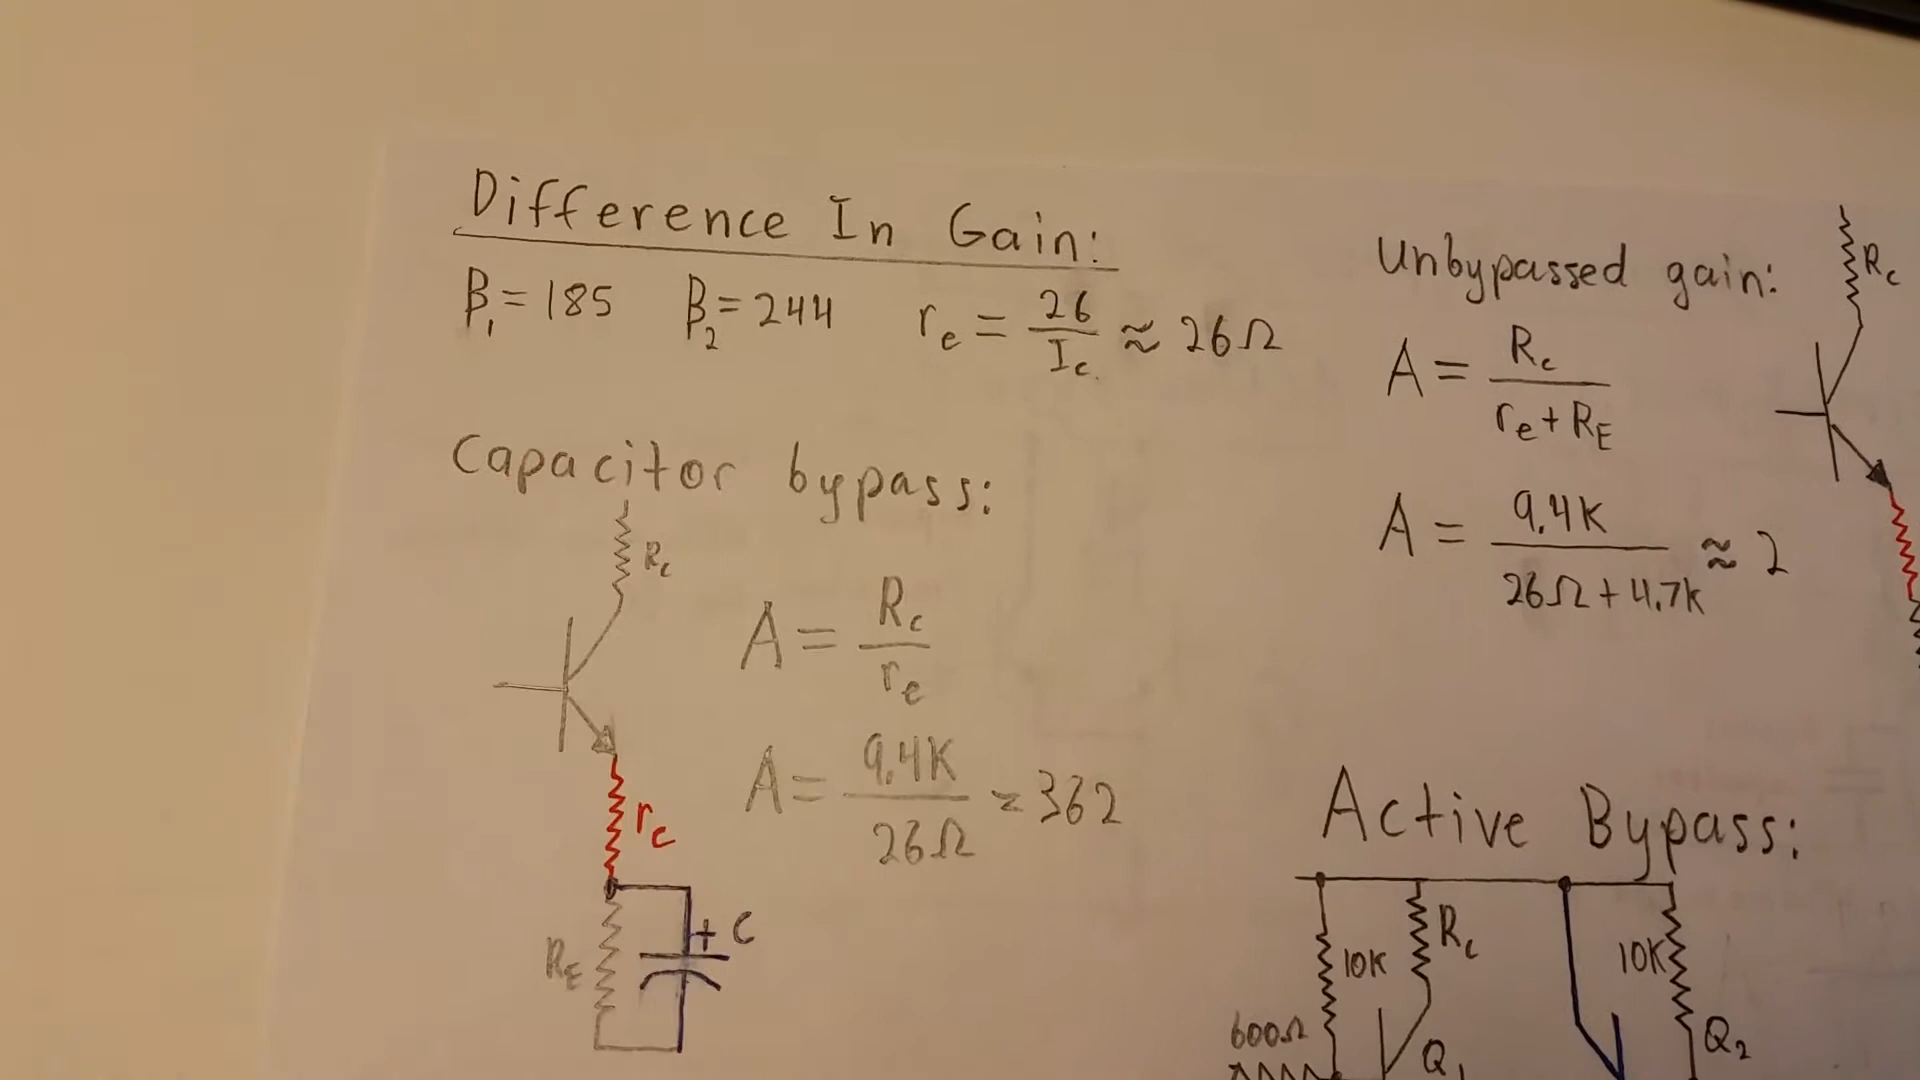 Difference In Gain:
β₁ = 185 β₂ = 244 rₑ = 26/I꜀ ≈ 26Ω
Capacitor bypass:
Rc
A = Rc/re
A = 9.4K/26Ω ≈ 362
re
RE
+ C
Unbypassed gain:
Rc
A = Rc/(re + RE)
A = 9.4K/(26Ω + 4.7K) ≈ 2
Active Bypass:
10K Rc 10K
600Ω Q1 Q2